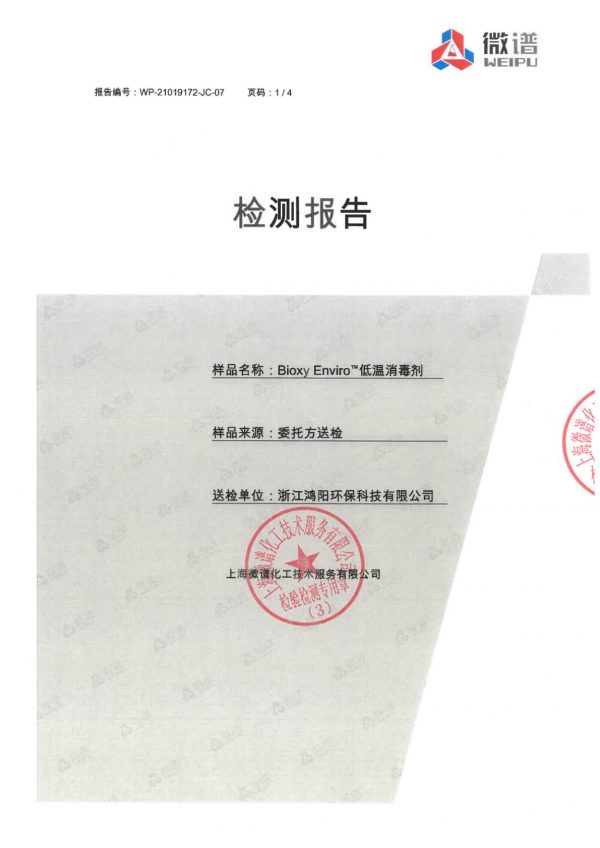 微谱
WEIPU
报告编号：WP-21019172-JC-07 页码：1 / 4
检测报告
样品名称：Bioxy Enviro™低温消毒剂
样品来源：委托方送检
送检单位：浙江鸿阳环保科技有限公司
上海微谱化工技术服务有限公司
上海微谱化工技术服务有限公司
检验检测专用章
（3）
上海微谱化